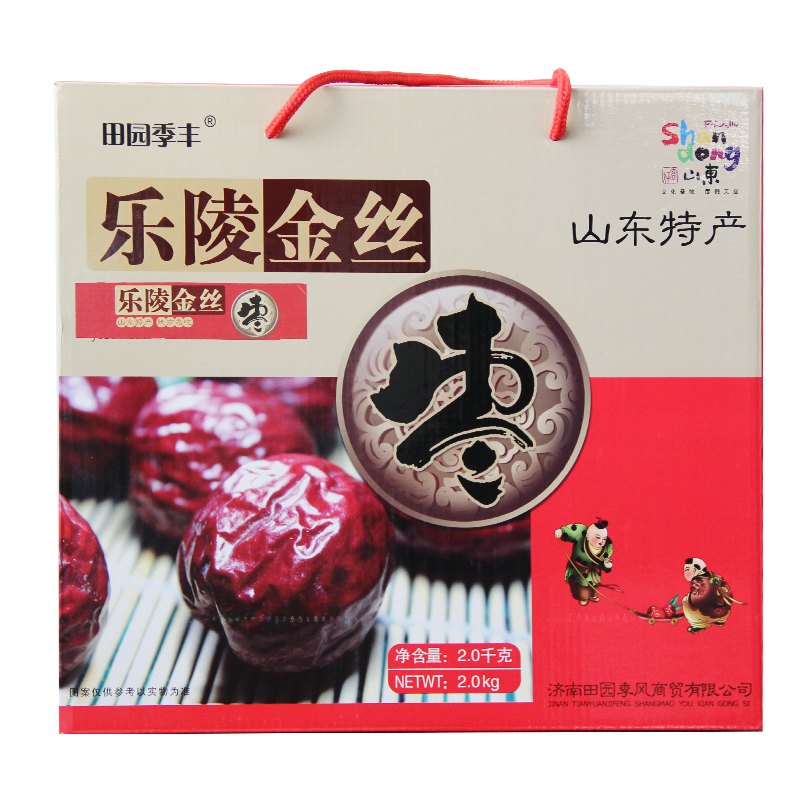 田园季丰®
Shan
dong
山東
山东特产
乐陵金丝
乐陵金丝枣
枣
净含量：2.0千克
NETWT：2.0kg
图案仅供参考以实物为准
济南田园季风商贸有限公司
JINAN TIANYUANJIFENG SHANGMAO YOU XIAN GONG SI